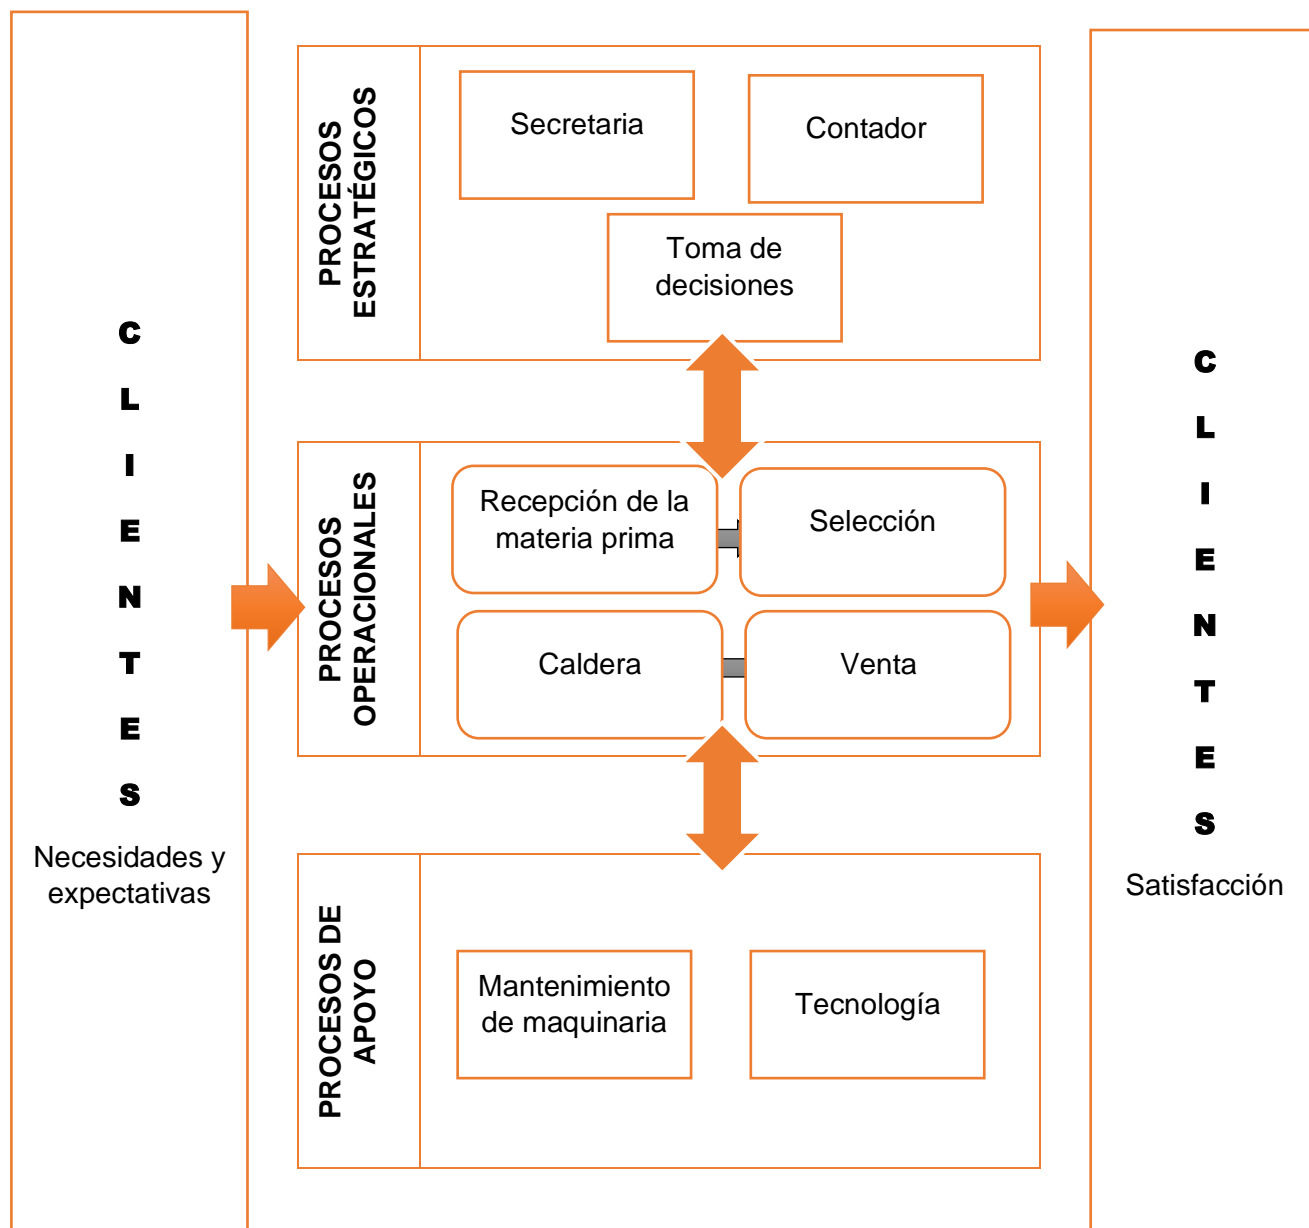 C
L
I
E
N
T
E
S
Necesidades y
expectativas
PROCESOS
ESTRATÉGICOS
Secretaria
Contador
Toma de
decisiones
PROCESOS
OPERACIONALES
Recepción de la
materia prima
Selección
Caldera
Venta
PROCESOS DE
APOYO
Mantenimiento
de maquinaria
Tecnología
C
L
I
E
N
T
E
S
Satisfacción